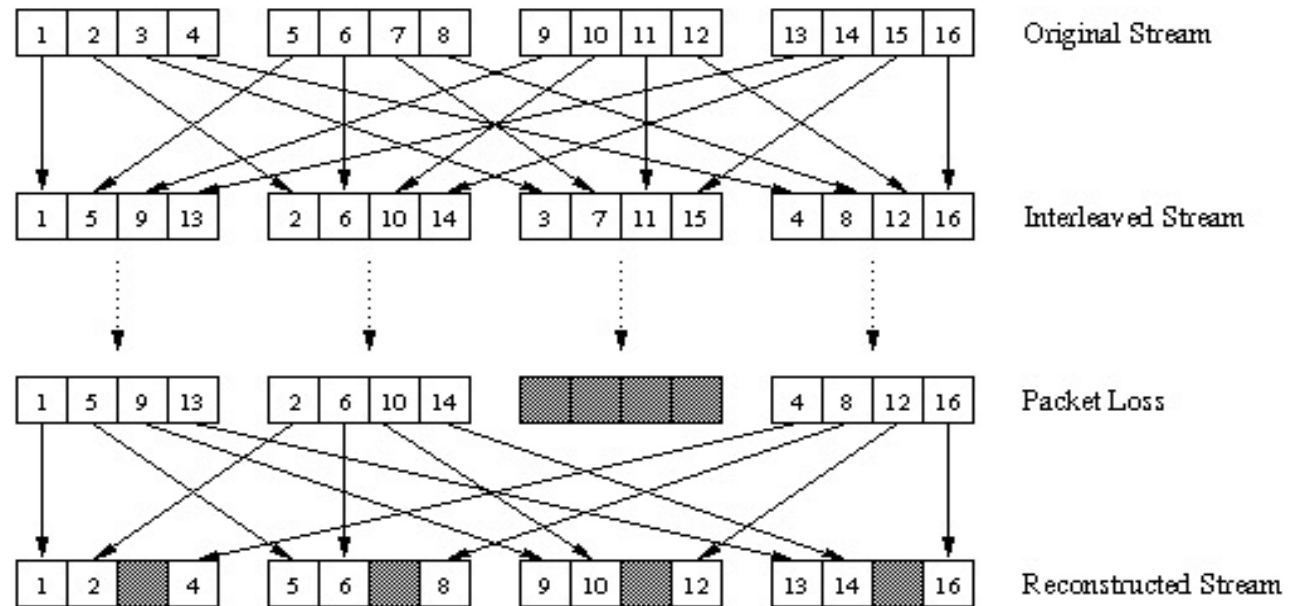 1 2 3 4 5 6 7 8 9 10 11 12 13 14 15 16 Original Stream
1 5 9 13 2 6 10 14 3 7 11 15 4 8 12 16 Interleaved Stream
1 5 9 13 2 6 10 14 4 8 12 16 Packet Loss
1 2 4 5 6 8 9 10 12 13 14 16 Reconstructed Stream